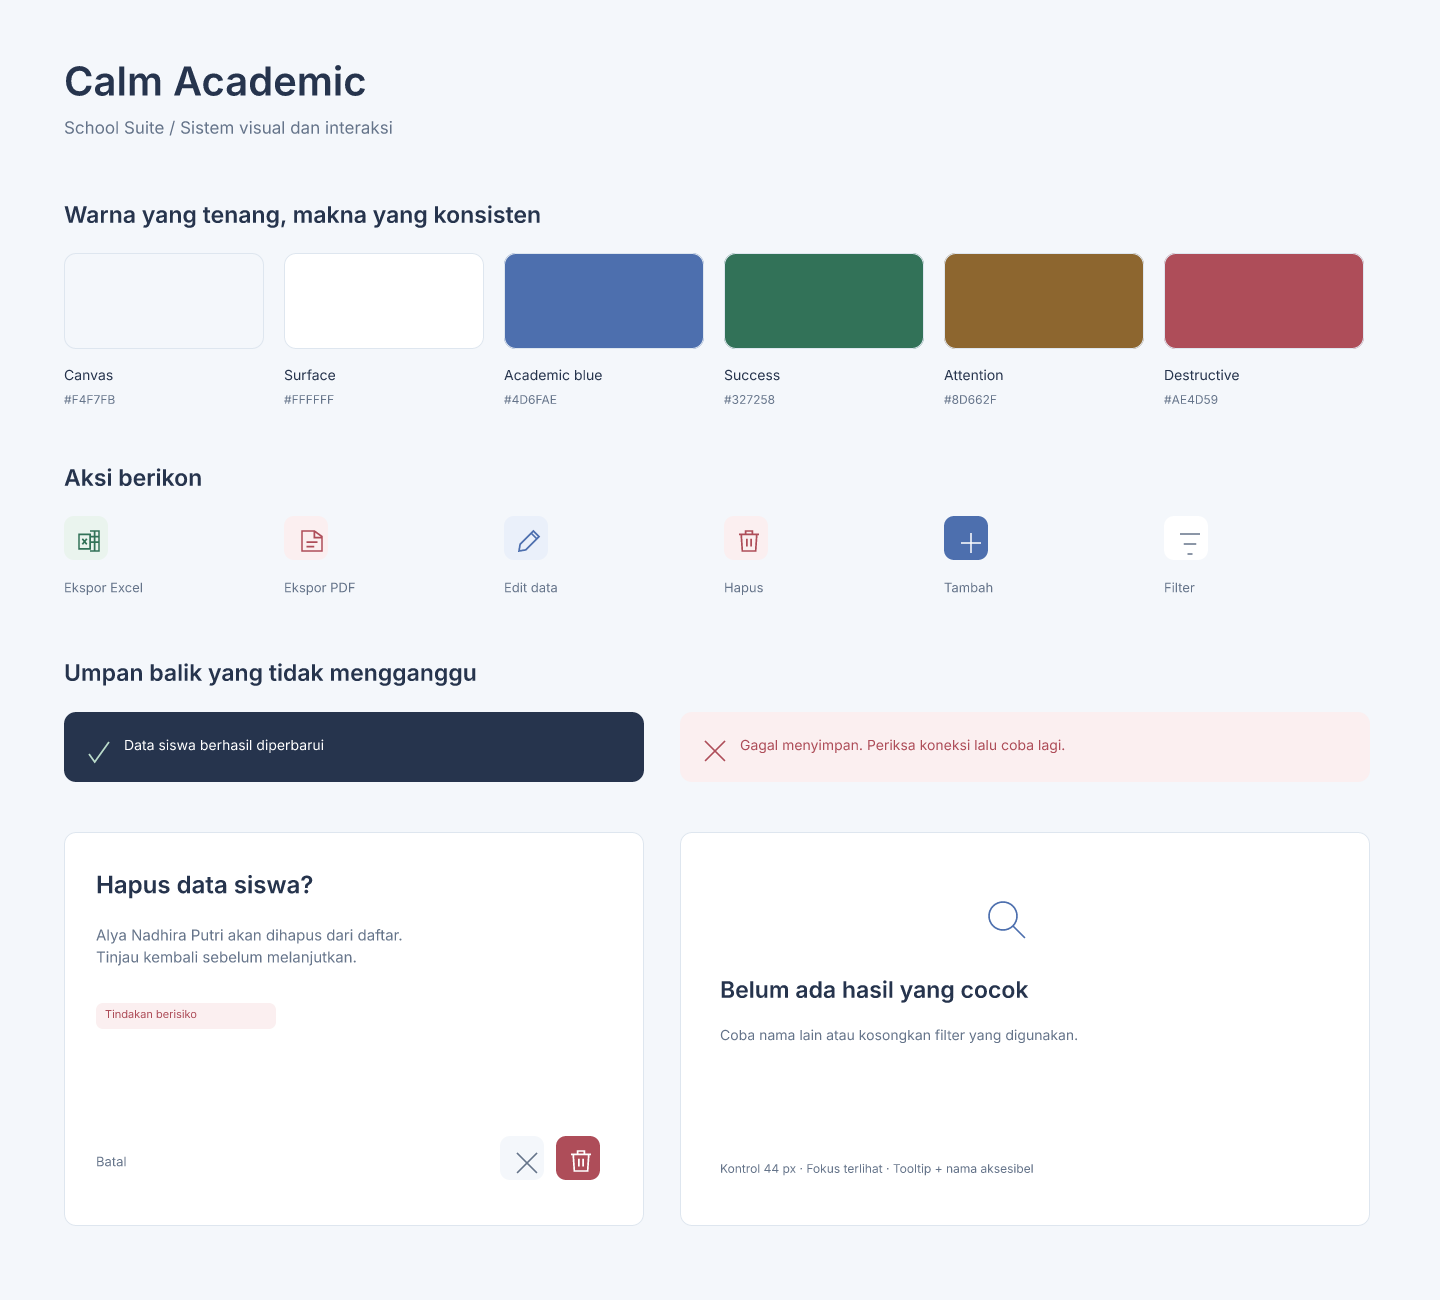 Calm Academic
School Suite / Sistem visual dan interaksi
Warna yang tenang, makna yang konsisten
Canvas
#F4F7FB
Surface
#FFFFFF
Academic blue
#4D6FAE
Success
#327258
Attention
#8D662F
Destructive
#AE4D59
Aksi berikon
Ekspor Excel
Ekspor PDF
Edit data
Hapus
Tambah
Filter
Umpan balik yang tidak mengganggu
Data siswa berhasil diperbarui
Gagal menyimpan. Periksa koneksi lalu coba lagi.
Hapus data siswa?
Alya Nadhira Putri akan dihapus dari daftar.
Tinjau kembali sebelum melanjutkan.
Tindakan berisiko
Batal
Belum ada hasil yang cocok
Coba nama lain atau kosongkan filter yang digunakan.
Kontrol 44 px · Fokus terlihat · Tooltip + nama aksesibel